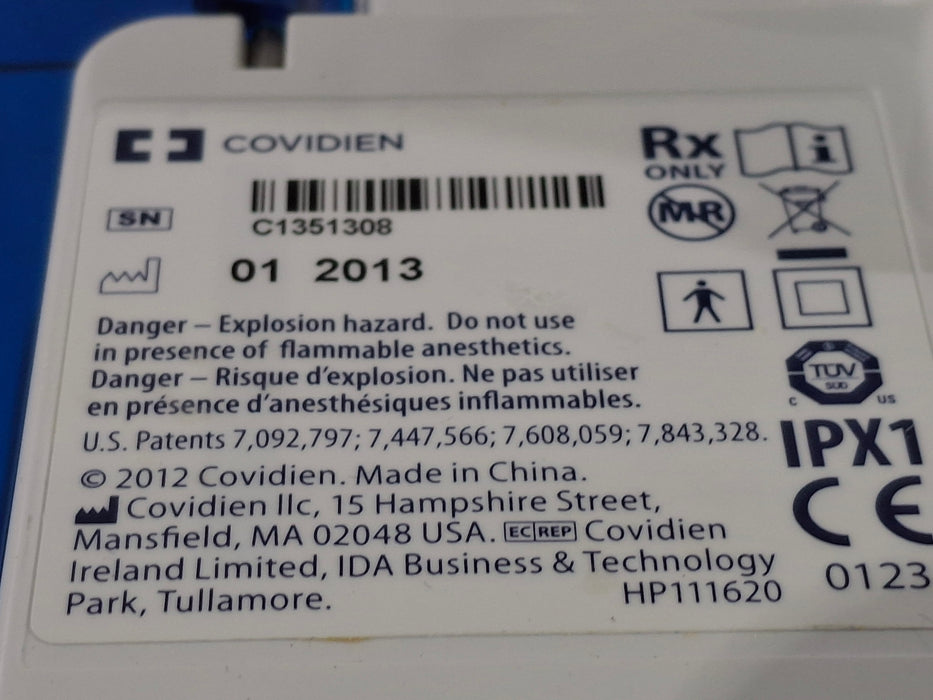 COVIDIEN
Rx ONLY
i
SN
C1351308
MR
01 2013
Danger – Explosion hazard. Do not use
in presence of flammable anesthetics.
Danger – Risque d'explosion. Ne pas utiliser
en présence d'anesthésiques inflammables.
TÜV
SÜD
C US
U.S. Patents 7,092,797; 7,447,566; 7,608,059; 7,843,328.
IPX1
© 2012 Covidien. Made in China.
Covidien llc, 15 Hampshire Street,
Mansfield, MA 02048 USA. EC REP Covidien
Ireland Limited, IDA Business & Technology
Park, Tullamore.
HP111620
CE
0123